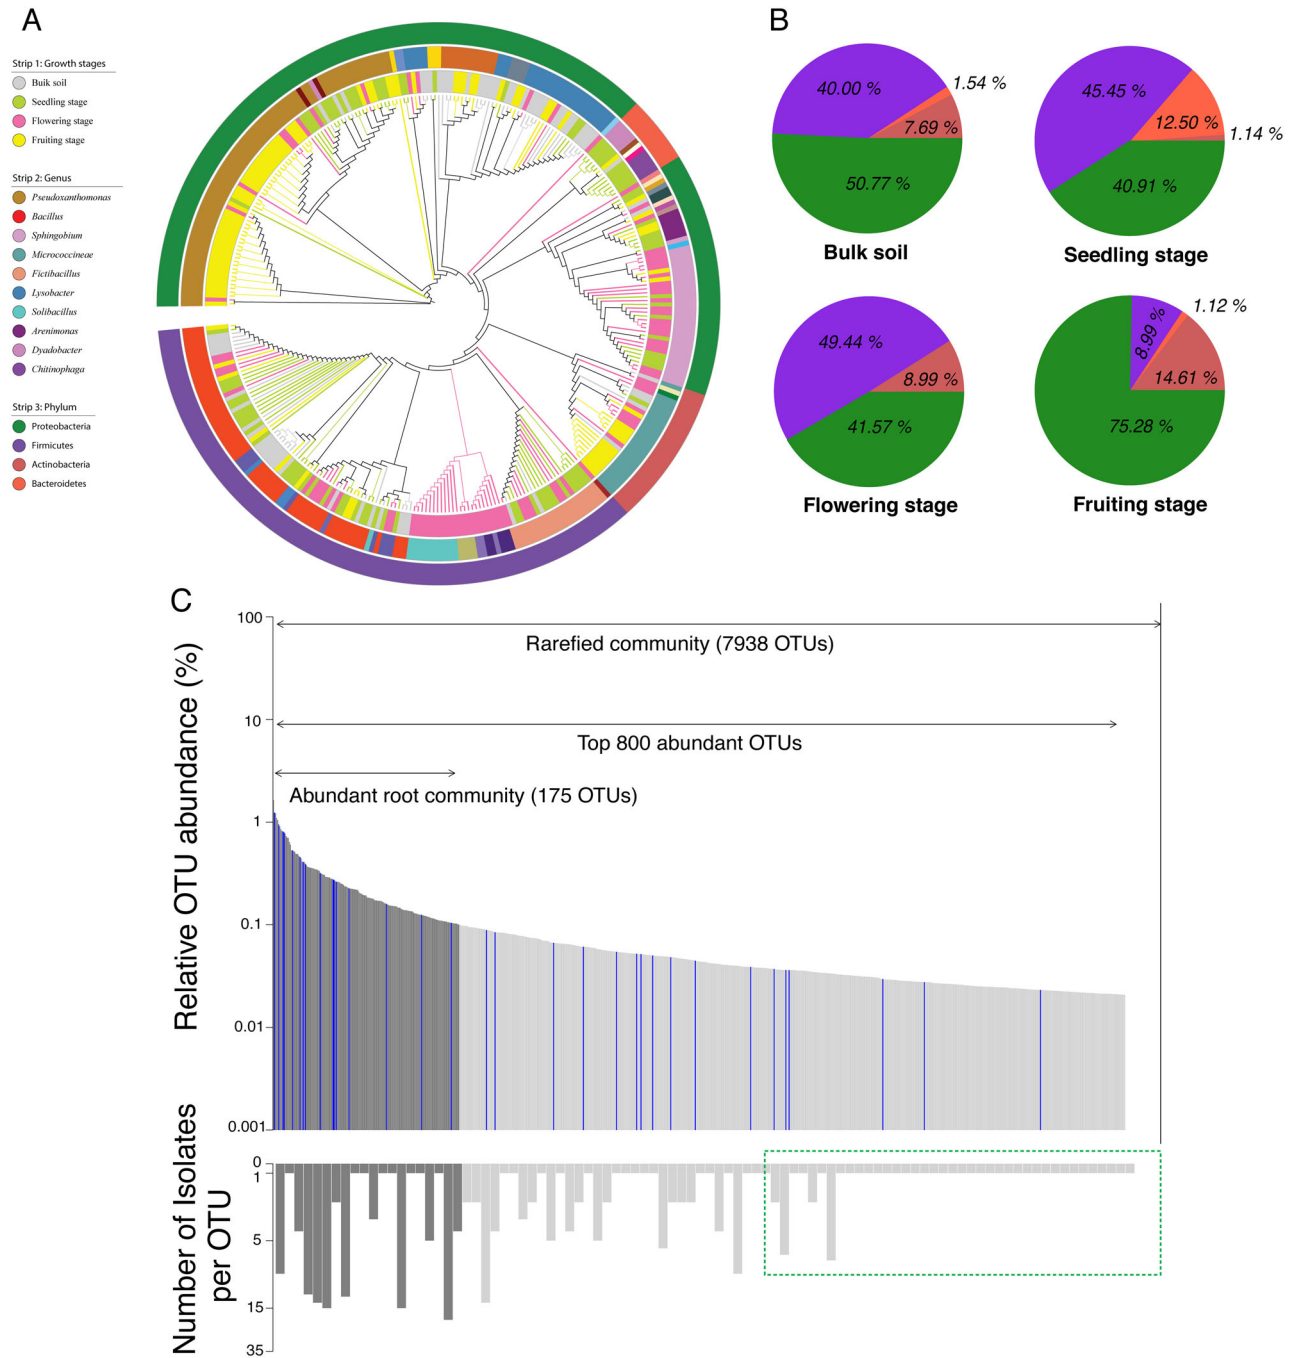 A
Strip 1: Growth stages
Bulk soil
Seedling stage
Flowering stage
Fruiting stage
Strip 2: Genus
Pseudoxanthomonas
Bacillus
Sphingobium
Micrococcineae
Fictibacillus
Lysobacter
Solibacillus
Arenimonas
Dyadobacter
Chitinophaga
Strip 3: Phylum
Proteobacteria
Firmicutes
Actinobacteria
Bacteroidetes
B
40.00 %
1.54 %
7.69 %
50.77 %
Bulk soil
45.45 %
12.50 %
1.14 %
40.91 %
Seedling stage
49.44 %
8.99 %
41.57 %
Flowering stage
8.99 %
1.12 %
14.61 %
75.28 %
Fruiting stage
C
Relative OTU abundance (%)
100
10
1
0.1
0.01
0.001
Rarefied community (7938 OTUs)
Top 800 abundant OTUs
Abundant root community (175 OTUs)
Number of Isolates
per OTU
0
1
5
15
35